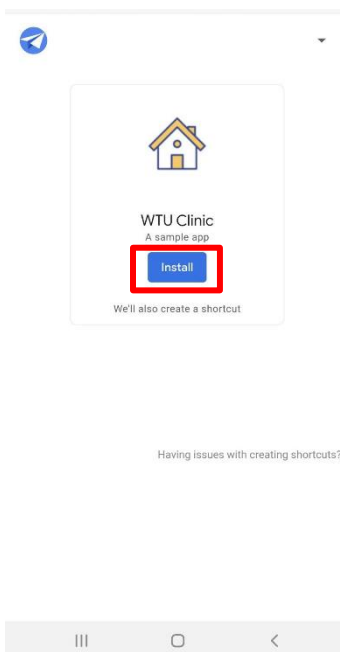 WTU Clinic
A sample app
Install
We'll also create a shortcut
Having issues with creating shortcuts?